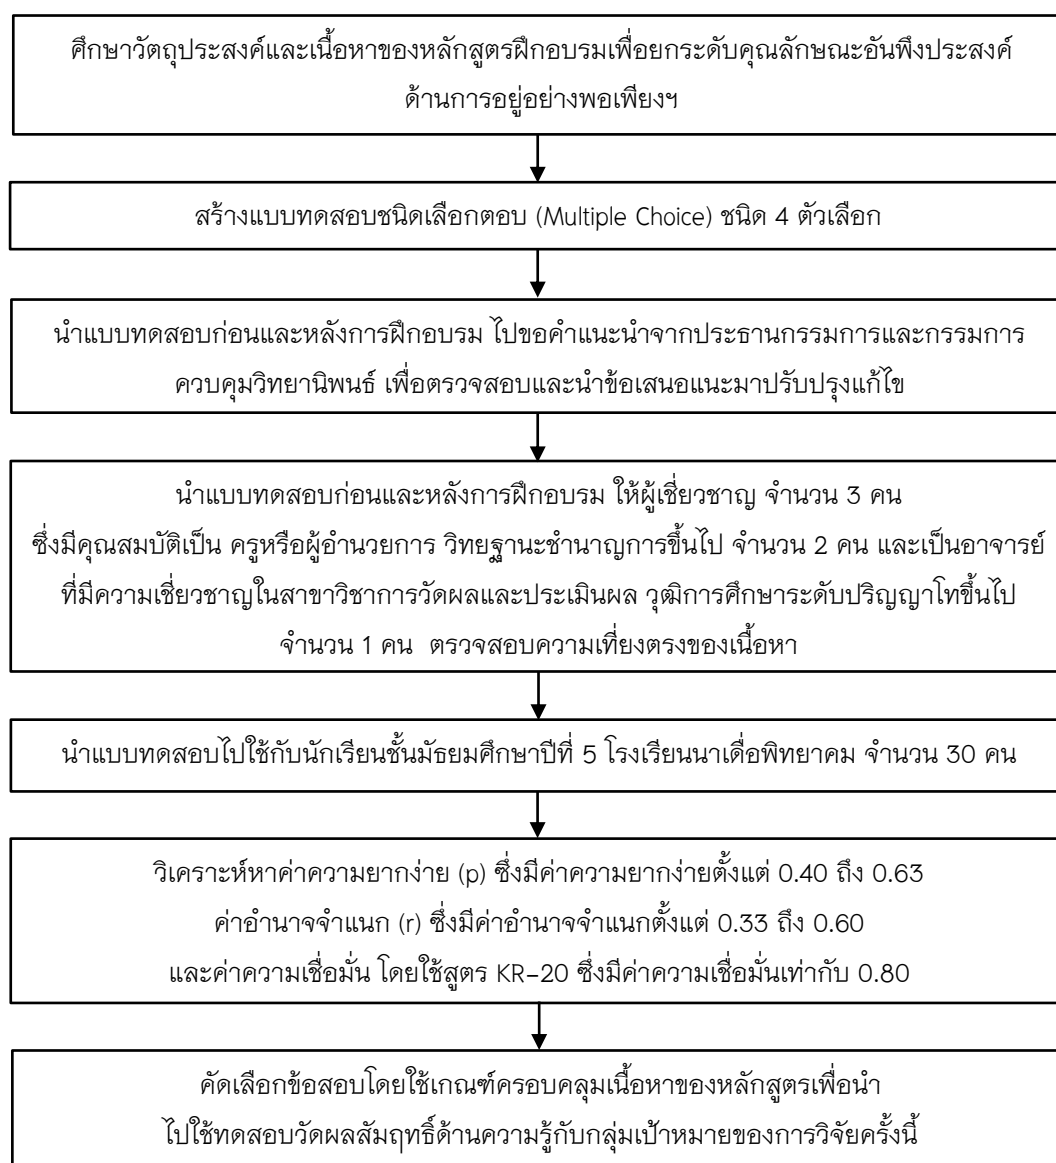 ศึกษาวัตถุประสงค์และเนื้อหาของหลักสูตรฝึกอบรมเพื่อยกระดับคุณลักษณะอันพึงประสงค์
ด้านการอยู่อย่างพอเพียงฯ
สร้างแบบทดสอบชนิดเลือกตอบ (Multiple Choice) ชนิด 4 ตัวเลือก
นำแบบทดสอบก่อนและหลังการฝึกอบรม ไปขอคำแนะนำจากประธานกรรมการและกรรมการ
ควบคุมวิทยานิพนธ์ เพื่อตรวจสอบและนำข้อเสนอแนะมาปรับปรุงแก้ไข
นำแบบทดสอบก่อนและหลังการฝึกอบรม ให้ผู้เชี่ยวชาญ จำนวน 3 คน
ซึ่งมีคุณสมบัติเป็น ครูหรือผู้อำนวยการ วิทยฐานะชำนาญการขึ้นไป จำนวน 2 คน และเป็นอาจารย์
ที่มีความเชี่ยวชาญในสาขาวิชาการวัดผลและประเมินผล วุฒิการศึกษาระดับปริญญาโทขึ้นไป
จำนวน 1 คน ตรวจสอบความเที่ยงตรงของเนื้อหา
นำแบบทดสอบไปใช้กับนักเรียนชั้นมัธยมศึกษาปีที่ 5 โรงเรียนนาเดื่อพิทยาคม จำนวน 30 คน
วิเคราะห์หาค่าความยากง่าย (p) ซึ่งมีค่าความยากง่ายตั้งแต่ 0.40 ถึง 0.63
ค่าอำนาจจำแนก (r) ซึ่งมีค่าอำนาจจำแนกตั้งแต่ 0.33 ถึง 0.60
และค่าความเชื่อมั่น โดยใช้สูตร KR-20 ซึ่งมีค่าความเชื่อมั่นเท่ากับ 0.80
คัดเลือกข้อสอบโดยใช้เกณฑ์ครอบคลุมเนื้อหาของหลักสูตรเพื่อนำ
ไปใช้ทดสอบวัดผลสัมฤทธิ์ด้านความรู้กับกลุ่มเป้าหมายของการวิจัยครั้งนี้